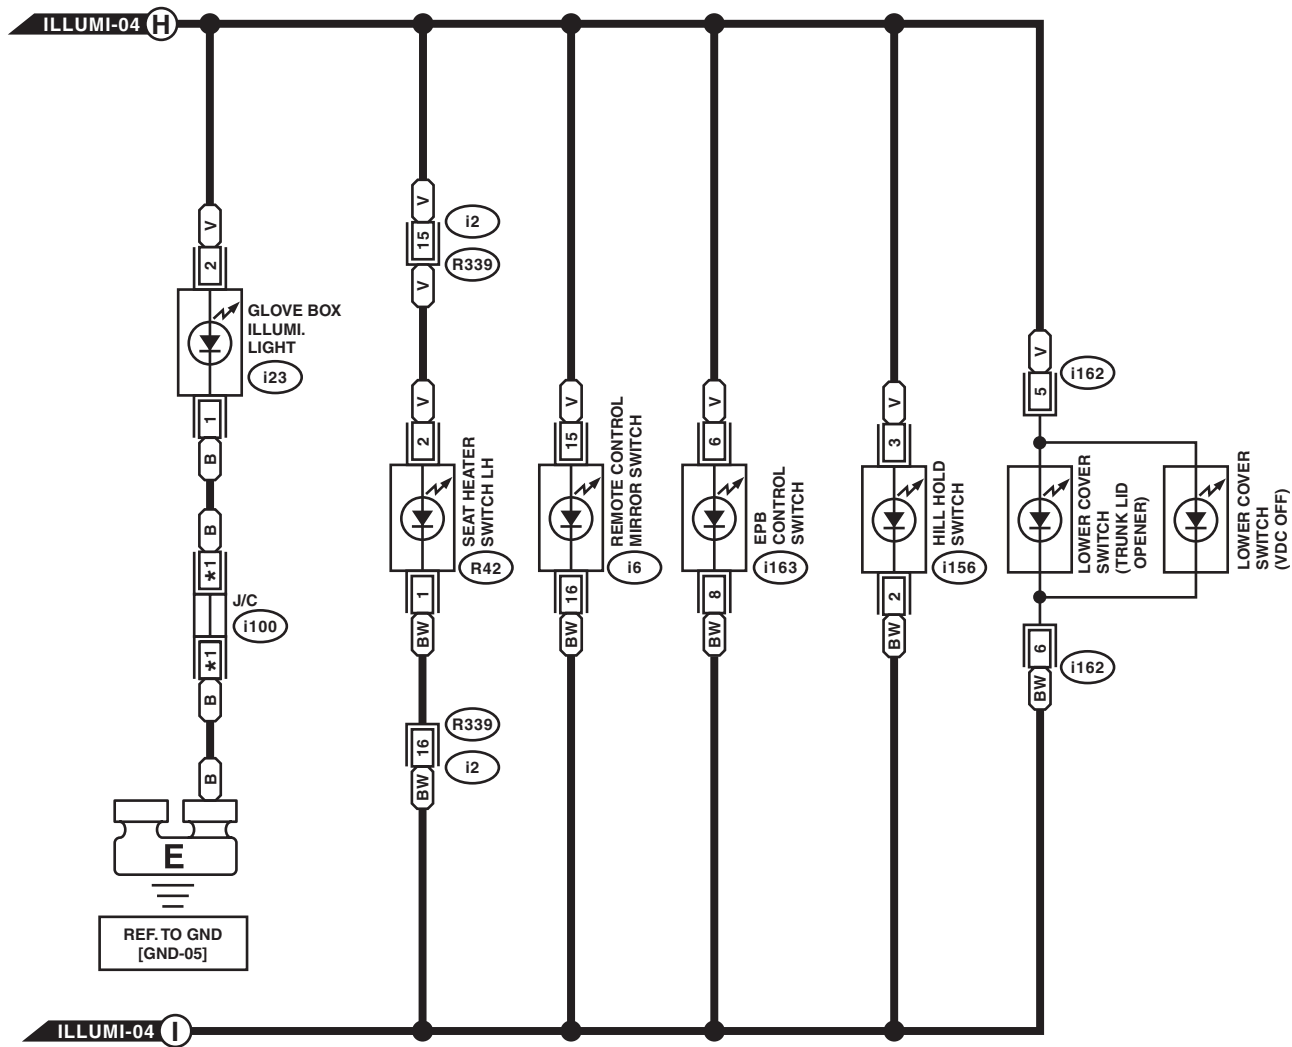 ILLUMI-04 H
V
2
GLOVE BOX
ILLUMI.
LIGHT
i23
1
B
B
*1
J/C
i100
*1
B
B
E
REF. TO GND
[GND-05]
V
15
i2
R339
V
V
2
SEAT HEATER
SWITCH LH
R42
1
BW
R339
16
i2
BW
V
15
REMOTE CONTROL
MIRROR SWITCH
i6
16
BW
V
6
EPB
CONTROL
SWITCH
i163
8
BW
V
3
HILL HOLD
SWITCH
i156
2
BW
V
i162
5
LOWER COVER
SWITCH
(TRUNK LID
OPENER)
LOWER COVER
SWITCH
(VDC OFF)
6
i162
BW
ILLUMI-04 I